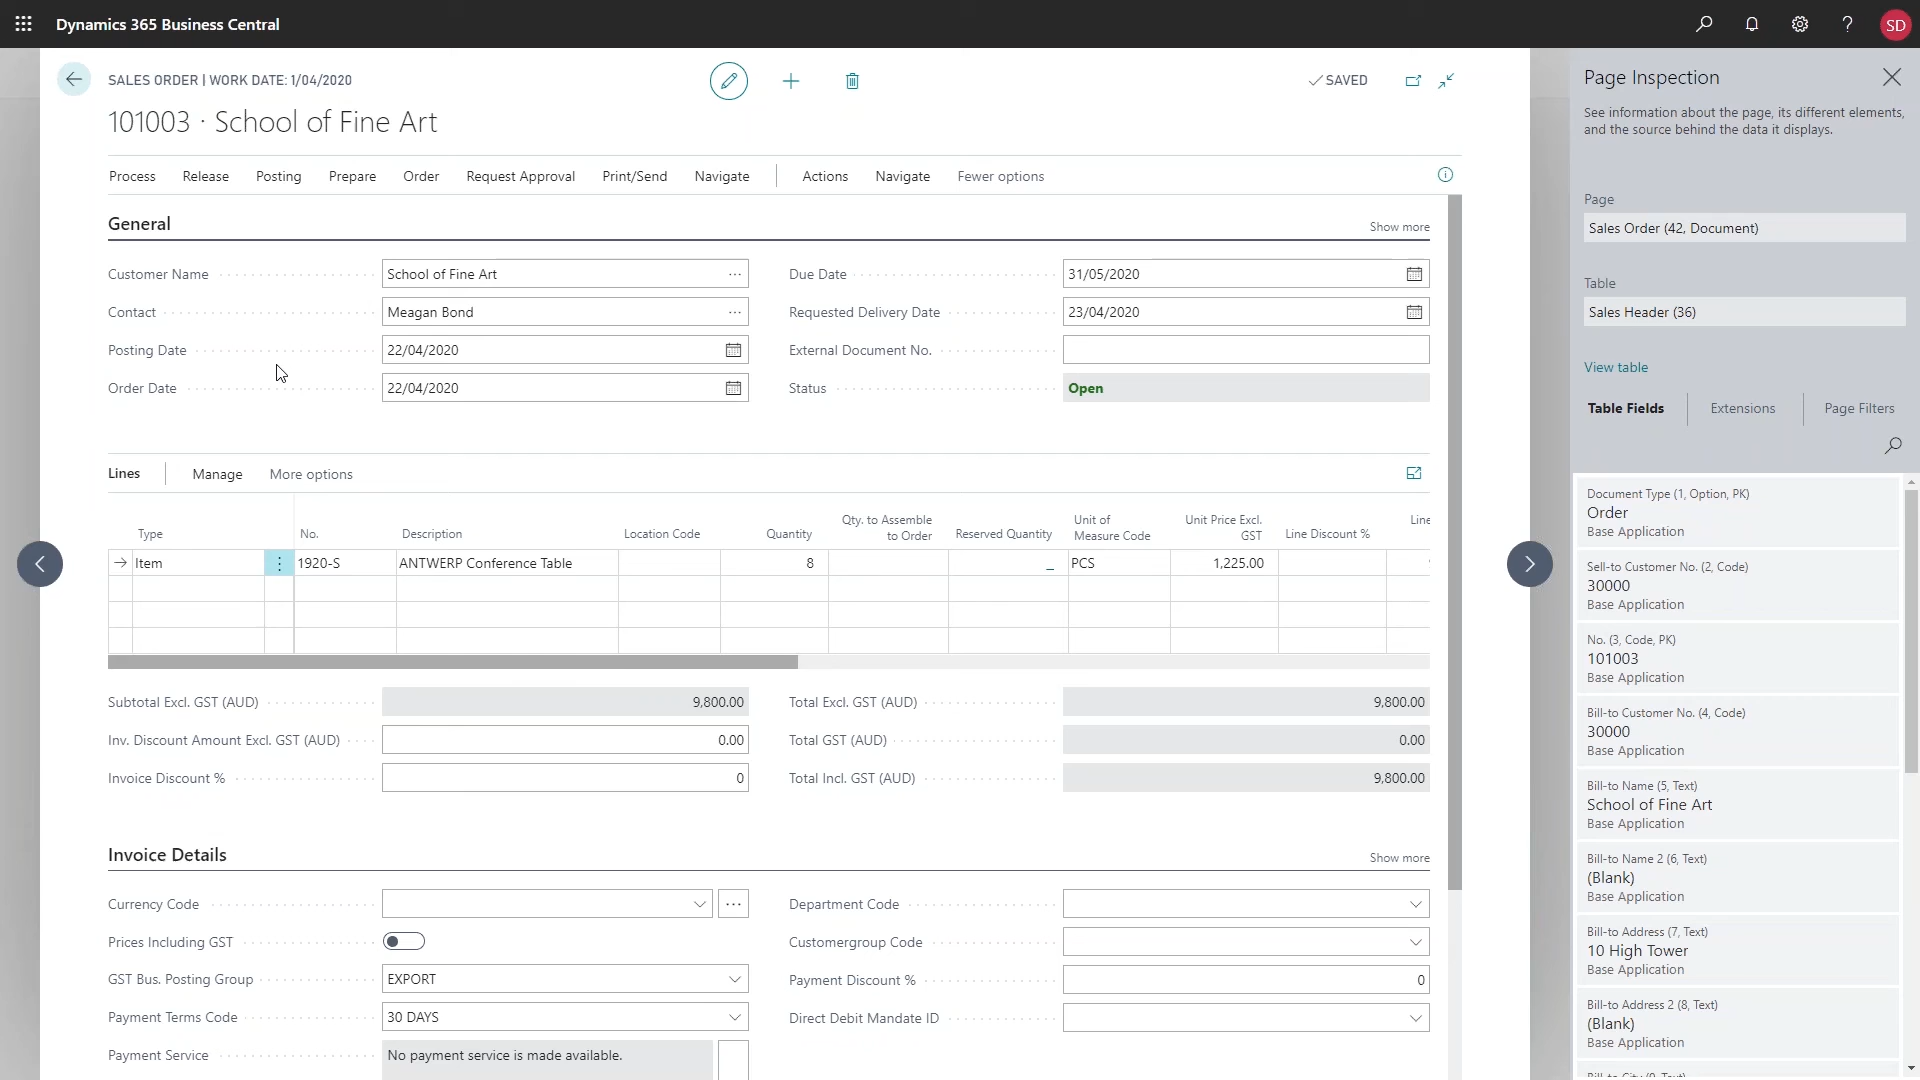 Dynamics 365 Business Central
?
SD
SALES ORDER | WORK DATE: 1/04/2020
SAVED
101003 · School of Fine Art
Process Release Posting Prepare Order Request Approval Print/Send Navigate Actions Navigate Fewer options
General
Show more
Customer Name School of Fine Art
Due Date 31/05/2020
Contact Meagan Bond
Requested Delivery Date 23/04/2020
Posting Date 22/04/2020
External Document No.
Order Date 22/04/2020
Status Open
Lines Manage More options
Type No. Description Location Code Quantity Qty. to Assemble to Order Reserved Quantity Unit of Measure Code Unit Price Excl. GST Line Discount % Line
Item 1920-S ANTWERP Conference Table 8 _ PCS 1,225.00
Subtotal Excl. GST (AUD) 9,800.00
Total Excl. GST (AUD) 9,800.00
Inv. Discount Amount Excl. GST (AUD) 0.00
Total GST (AUD) 0.00
Invoice Discount % 0
Total Incl. GST (AUD) 9,800.00
Invoice Details
Show more
Currency Code
Department Code
Prices Including GST
Customergroup Code
GST Bus. Posting Group EXPORT
Payment Discount % 0
Payment Terms Code 30 DAYS
Direct Debit Mandate ID
Payment Service No payment service is made available.
Page Inspection
See information about the page, its different elements,
and the source behind the data it displays.
Page
Sales Order (42, Document)
Table
Sales Header (36)
View table
Table Fields Extensions Page Filters
Document Type (1, Option, PK)
Order
Base Application
Sell-to Customer No. (2, Code)
30000
Base Application
No. (3, Code, PK)
101003
Base Application
Bill-to Customer No. (4, Code)
30000
Base Application
Bill-to Name (5, Text)
School of Fine Art
Base Application
Bill-to Name 2 (6, Text)
(Blank)
Base Application
Bill-to Address (7, Text)
10 High Tower
Base Application
Bill-to Address 2 (8, Text)
(Blank)
Base Application